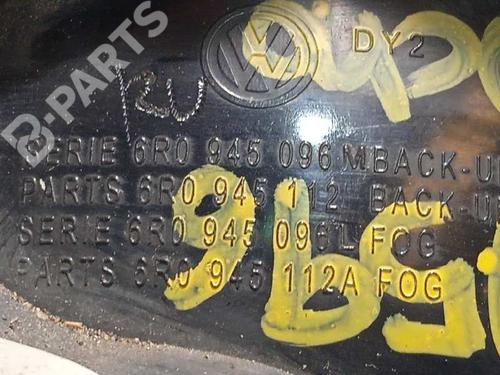 B-PARTS
DY2
RU
SERIE 6R0 945 096 M BACK-U
PARTS 6R0 945 112 BACK-U
SERIE 6R0 945 096 L FOG
PARTS 6R0 945 112A FOG